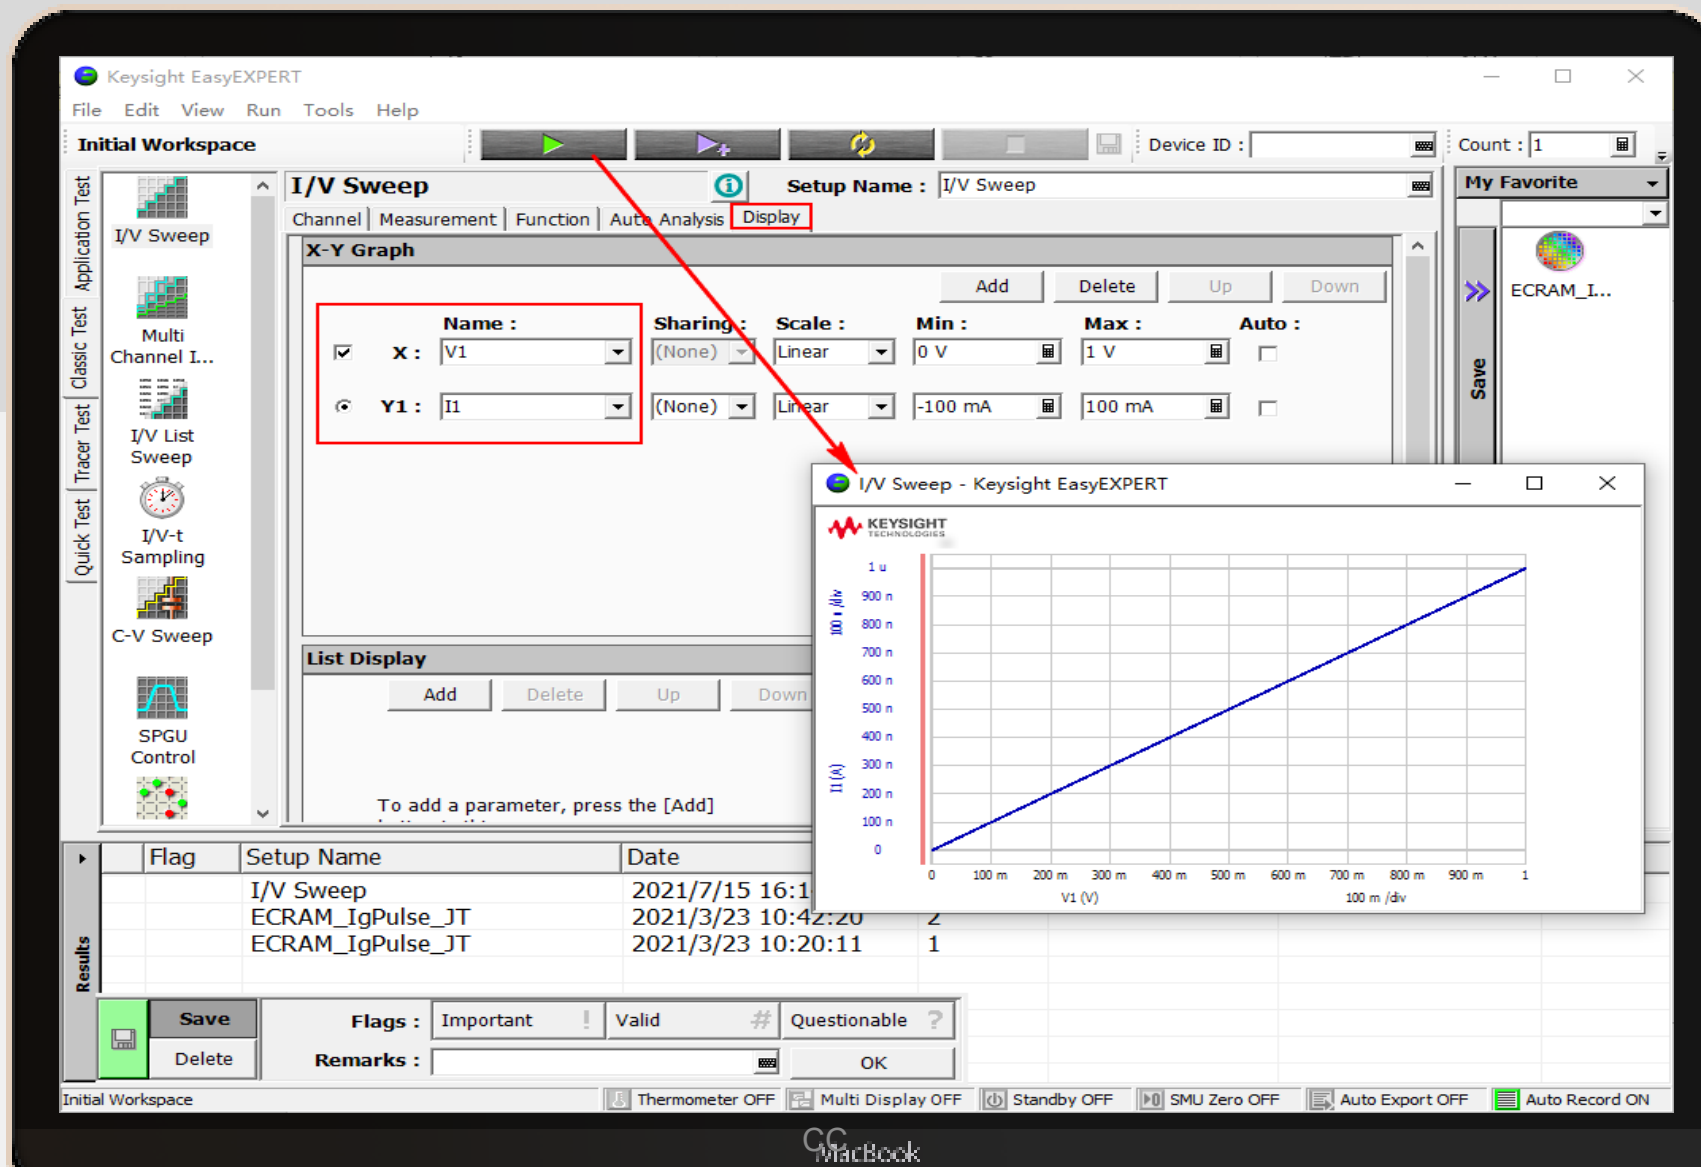 Keysight EasyEXPERT
File Edit View Run Tools Help
Initial Workspace
Device ID :
Count : 1
Application Test
Classic Test
Tracer Test
Quick Test
I/V Sweep
Multi
Channel I...
I/V List
Sweep
I/V-t
Sampling
C-V Sweep
SPGU
Control
I/V Sweep
Setup Name : I/V Sweep
Channel Measurement Function Auto Analysis Display
X-Y Graph
Add Delete Up Down
Name : Sharing : Scale : Min : Max : Auto :
X : V1 (None) Linear 0 V 1 V
Y1 : I1 (None) Linear -100 mA 100 mA
List Display
Add Delete Up Down
To add a parameter, press the [Add]
My Favorite
Save
ECRAM_I...
I/V Sweep - Keysight EasyEXPERT
KEYSIGHT
TECHNOLOGIES
1 u
900 n
800 n
700 n
600 n
500 n
400 n
300 n
200 n
100 n
0
100 n /div
I1 (A)
0 100 m 200 m 300 m 400 m 500 m 600 m 700 m 800 m 900 m 1
V1 (V) 100 m /div
Results
Flag Setup Name Date
I/V Sweep 2021/7/15 16:1
ECRAM_IgPulse_JT 2021/3/23 10:42:20 2
ECRAM_IgPulse_JT 2021/3/23 10:20:11 1
Save
Delete
Flags : Important ! Valid # Questionable ?
Remarks : OK
Initial Workspace Thermometer OFF Multi Display OFF Standby OFF SMU Zero OFF Auto Export OFF Auto Record ON
CC
MacBook